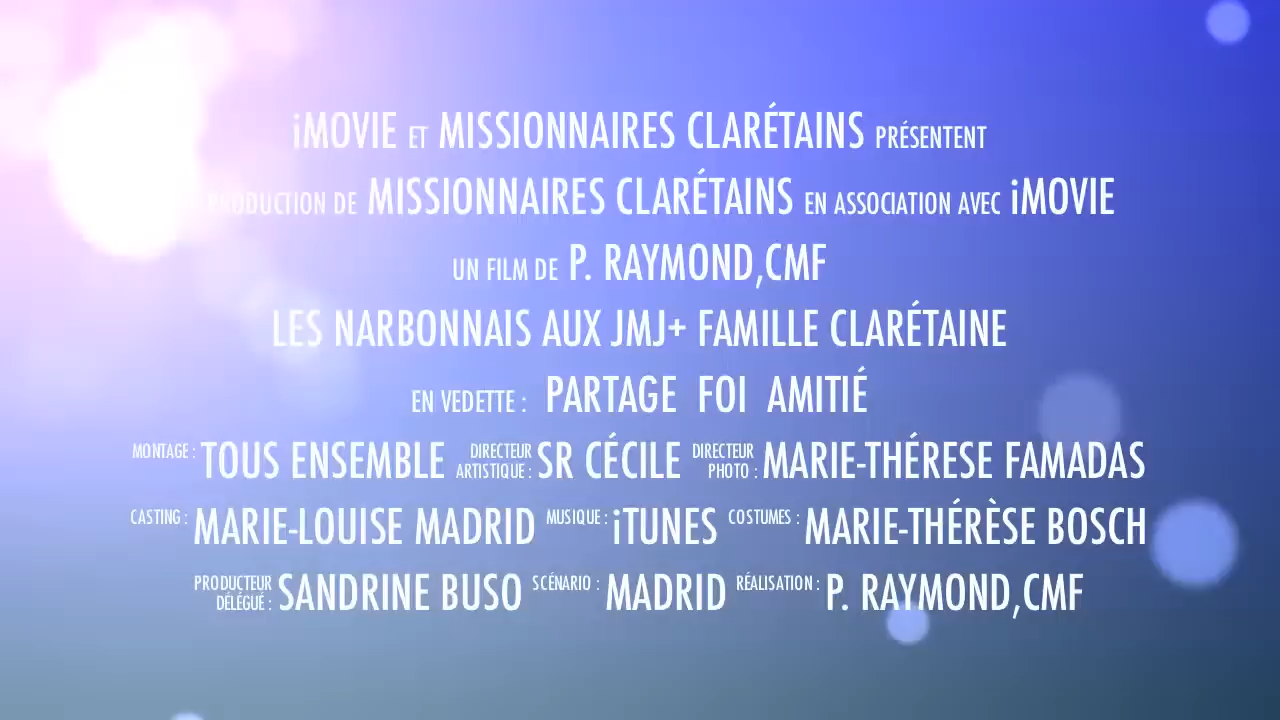 iMOVIE ET MISSIONNAIRES CLARÉTAINS PRÉSENTENT
PRODUCTION DE MISSIONNAIRES CLARÉTAINS EN ASSOCIATION AVEC iMOVIE
UN FILM DE P. RAYMOND,CMF
LES NARBONNAIS AUX JMJ+ FAMILLE CLARÉTAINE
EN VEDETTE : PARTAGE FOI AMITIÉ
MONTAGE : TOUS ENSEMBLE DIRECTEUR ARTISTIQUE : SR CÉCILE DIRECTEUR PHOTO : MARIE-THÉRESE FAMADAS
CASTING : MARIE-LOUISE MADRID MUSIQUE : iTUNES COSTUMES : MARIE-THÉRÈSE BOSCH
PRODUCTEUR DÉLÉGUÉ : SANDRINE BUSO SCÉNARIO : MADRID RÉALISATION : P. RAYMOND,CMF